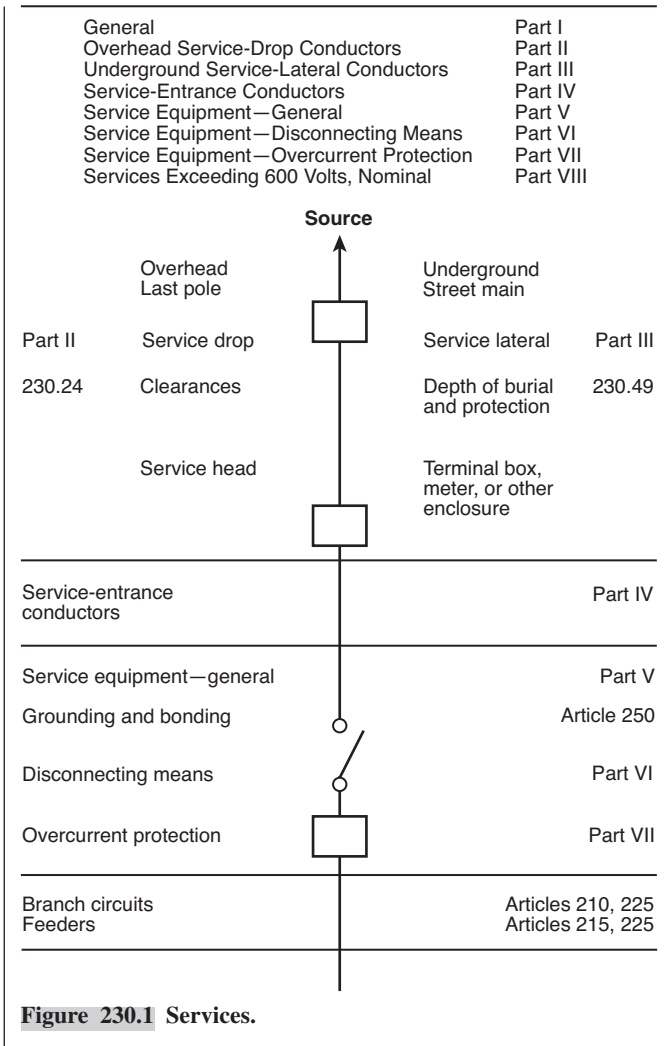 General Part I
Overhead Service-Drop Conductors Part II
Underground Service-Lateral Conductors Part III
Service-Entrance Conductors Part IV
Service Equipment—General Part V
Service Equipment—Disconnecting Means Part VI
Service Equipment—Overcurrent Protection Part VII
Services Exceeding 600 Volts, Nominal Part VIII
Source
Overhead Underground
Last pole Street main
Part II Service drop Service lateral Part III
230.24 Clearances Depth of burial 230.49
and protection
Service head Terminal box,
meter, or other
enclosure
Service-entrance Part IV
conductors
Service equipment—general Part V
Grounding and bonding Article 250
Disconnecting means Part VI
Overcurrent protection Part VII
Branch circuits Articles 210, 225
Feeders Articles 215, 225
Figure 230.1 Services.